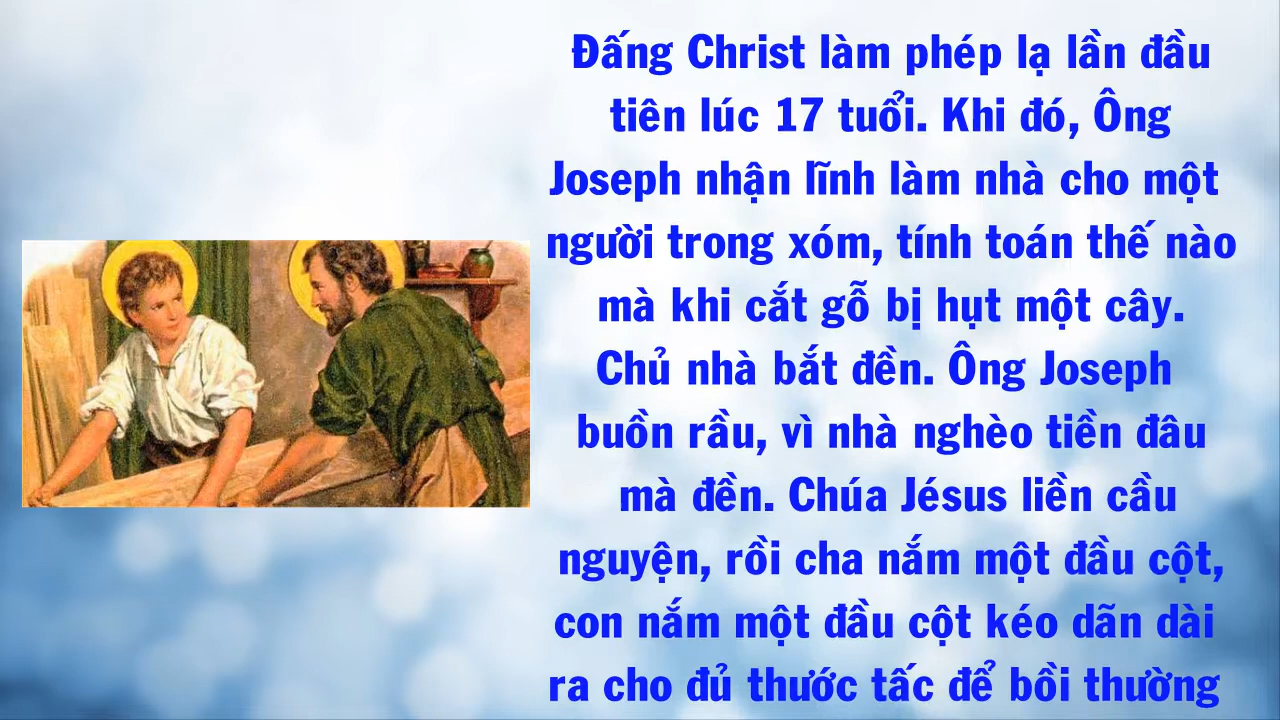 Đấng Christ làm phép lạ lần đầu
tiên lúc 17 tuổi. Khi đó, Ông
Joseph nhận lĩnh làm nhà cho một
người trong xóm, tính toán thế nào
mà khi cắt gỗ bị hụt một cây.
Chủ nhà bắt đền. Ông Joseph
buồn rầu, vì nhà nghèo tiền đâu
mà đền. Chúa Jésus liền cầu
nguyện, rồi cha nắm một đầu cột,
con nắm một đầu cột kéo dãn dài
ra cho đủ thước tấc để bồi thường